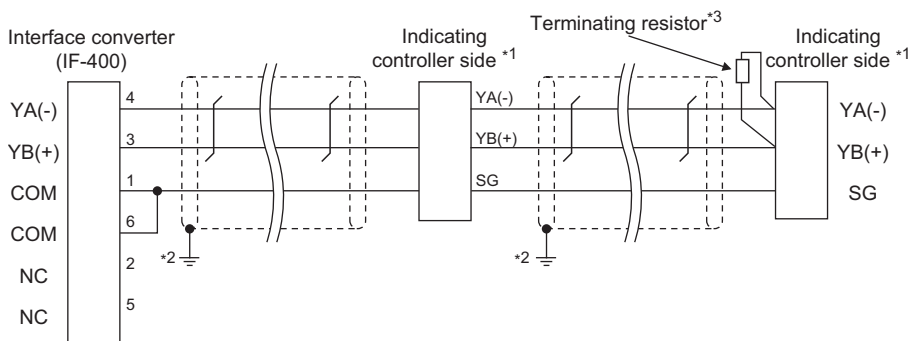 Terminating resistor*3
Interface converter
(IF-400)
Indicating
controller side *1
Indicating
controller side *1
YA(-)
4
YA(-)
YA(-)
YB(+)
3
YB(+)
YB(+)
COM
1
SG
SG
COM
6
*2
*2
NC
2
NC
5